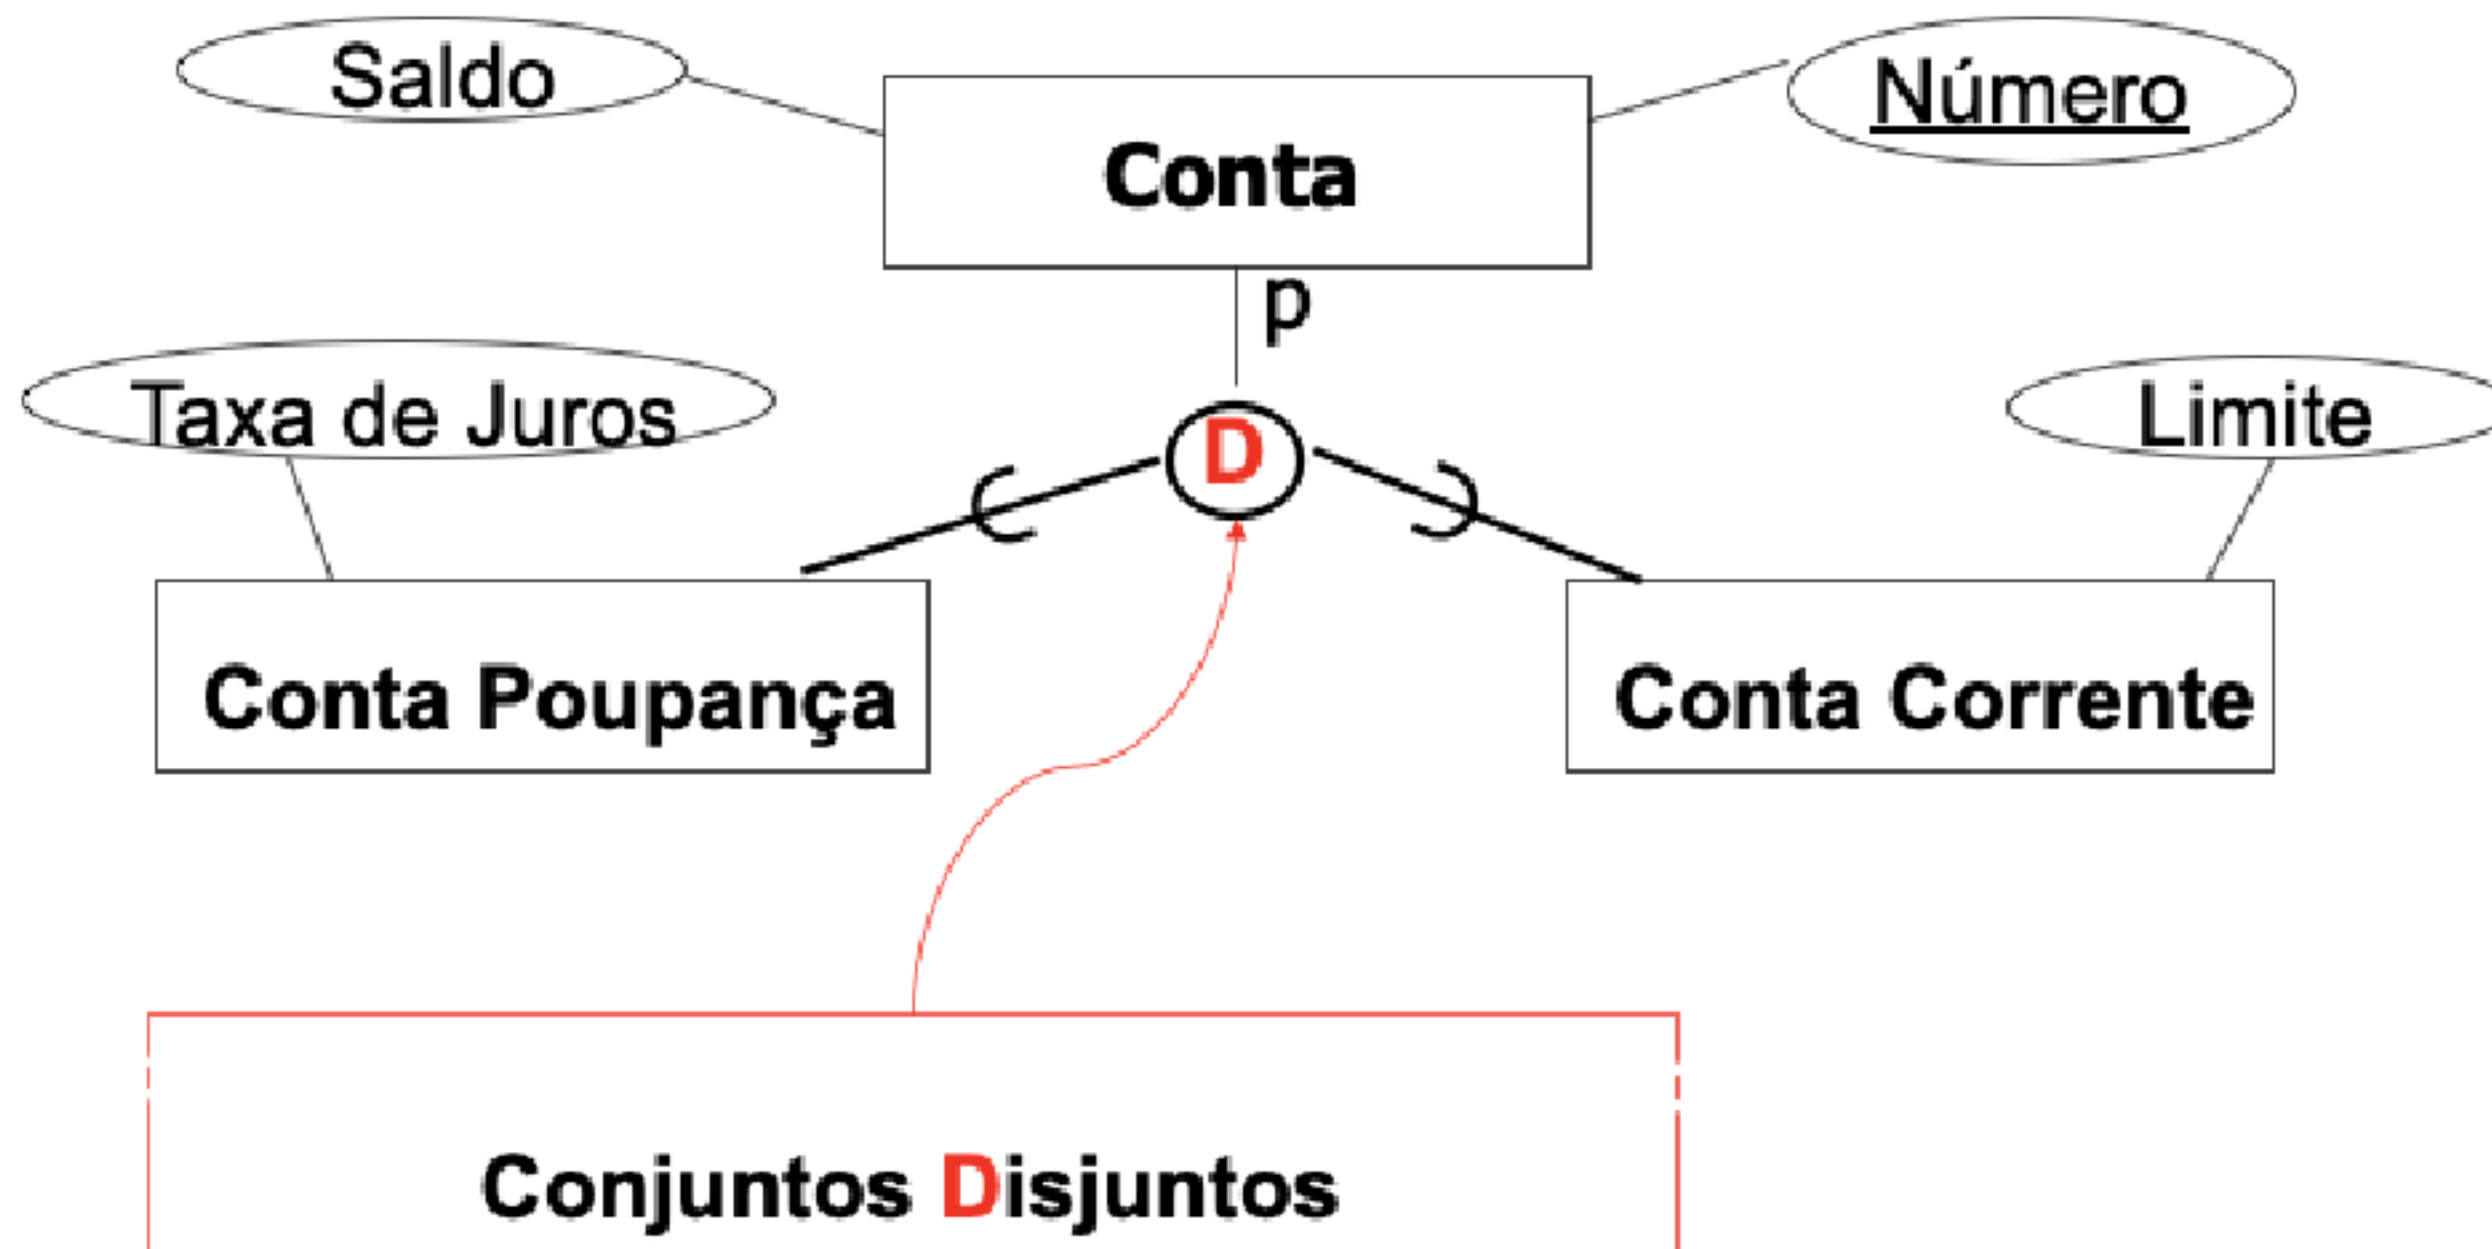 Saldo
Número
Conta
p
Taxa de Juros
D
Limite
Conta Poupança
Conta Corrente
Conjuntos Disjuntos